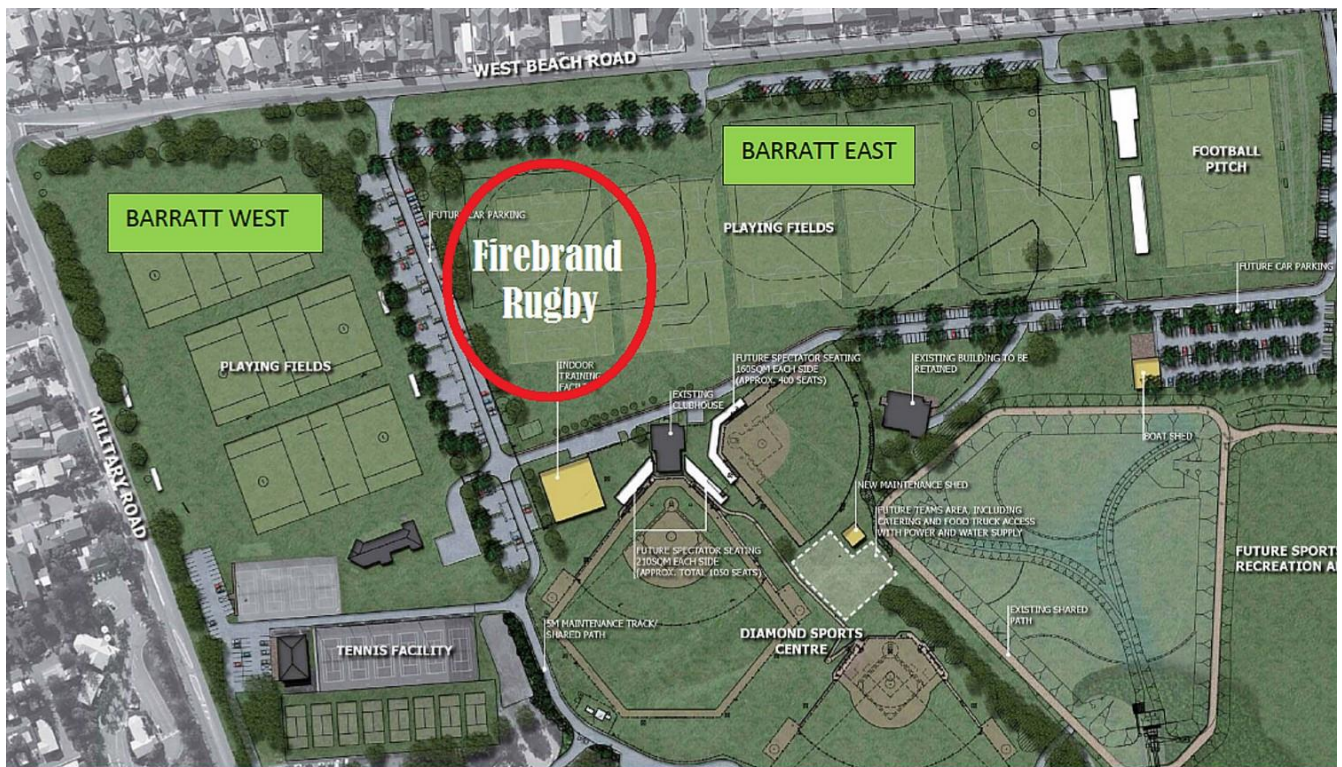 WEST BEACH ROAD
BARRATT WEST
BARRATT EAST
FOOTBALL
PITCH
FUTURE CAR PARKING
Firebrand
Rugby
PLAYING FIELDS
FUTURE CAR PARKING
PLAYING FIELDS
MILITARY ROAD
INDOOR
TRAINING
EXISTING
CLUBHOUSE
FUTURE SPECTATOR SEATING
160SQM EACH SIDE
(APPROX. 400 SEATS)
EXISTING BUILDING TO BE
RETAINED
BOAT SHED
NEW MAINTENANCE SHED
FUTURE TEAMS AREA, INCLUDING
CATERING AND FOOD TRUCK ACCESS
WITH POWER AND WATER SUPPLY
FUTURE SPECTATOR SEATING
210SQM EACH SIDE
(APPROX. TOTAL 1050 SEATS)
FUTURE SPORT
RECREATION
5M MAINTENANCE TRACK/
SHARED PATH
EXISTING SHARED
PATH
DIAMOND SPORTS
CENTRE
TENNIS FACILITY